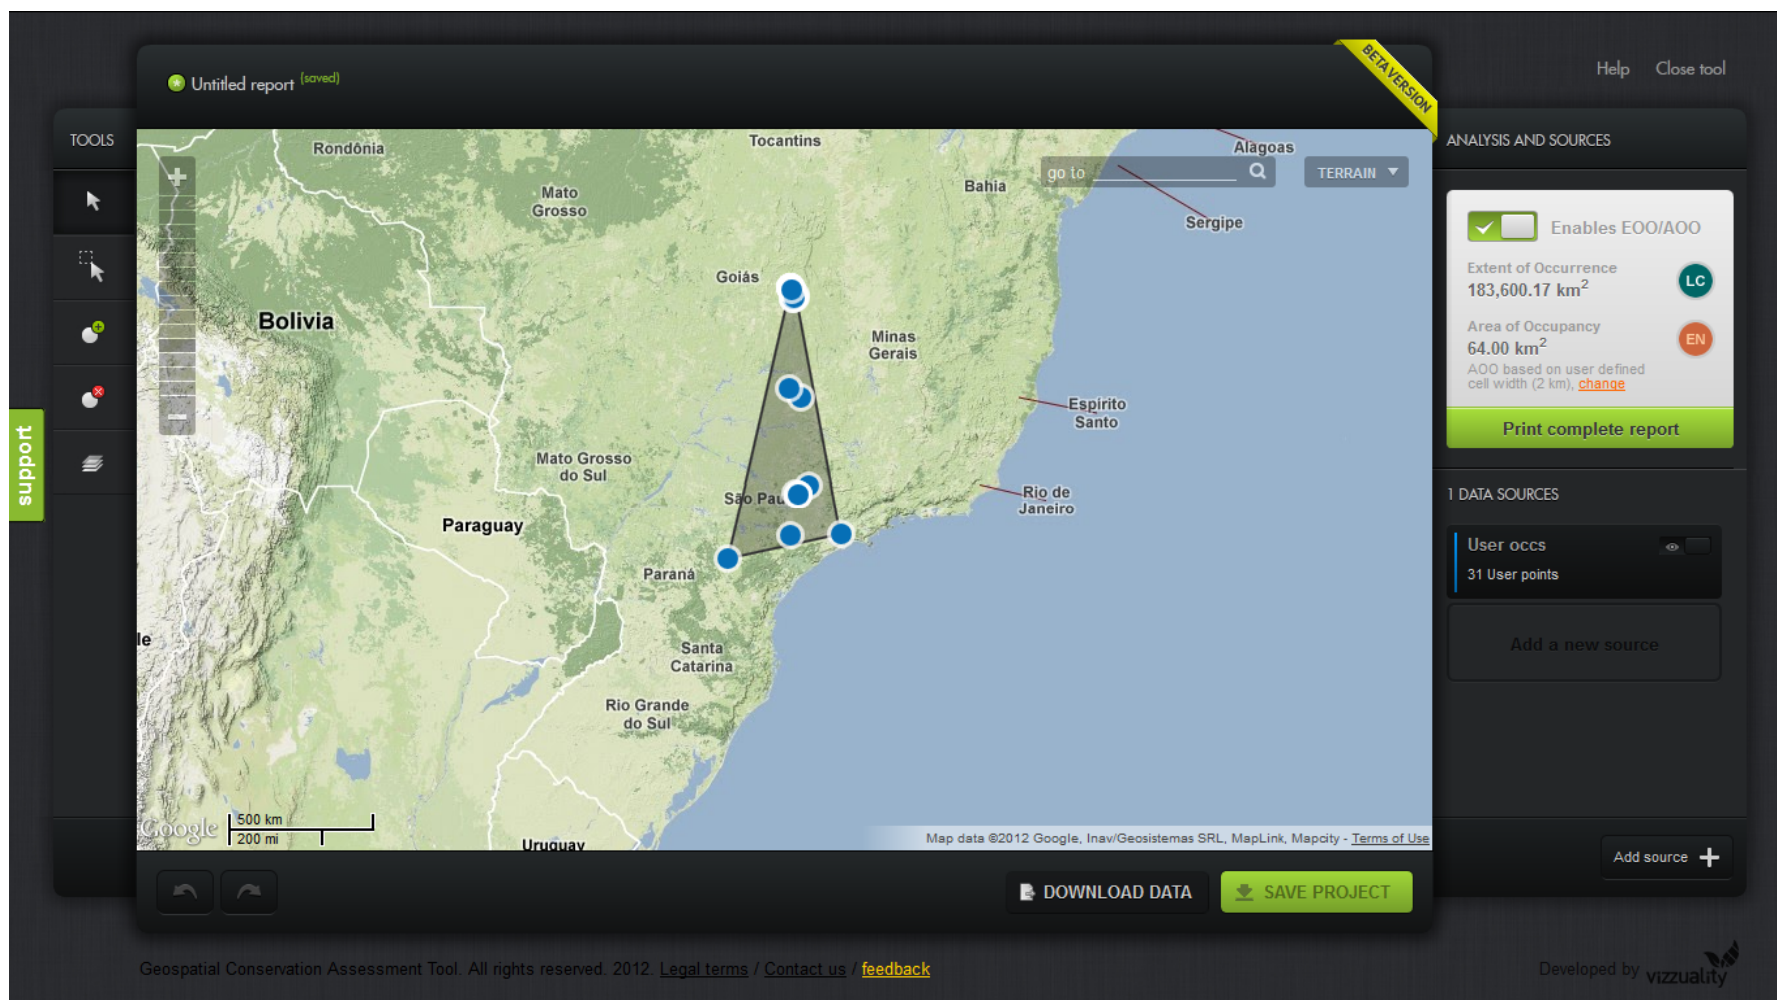 Untitled report (saved)
BETA VERSION
Help Close tool
TOOLS
ANALYSIS AND SOURCES
Rondônia
Tocantins
Alagoas
go to
TERRAIN
Mato
Grosso
Bahia
Sergipe
Goiás
Bolivia
Minas
Gerais
Espirito
Santo
Mato Grosso
do Sul
São Pau
Rio de
Janeiro
Paraguay
Paraná
Santa
Catarina
Rio Grande
do Sul
Uruguay
le
Google
500 km
200 mi
Map data ©2012 Google, Inav/Geosistemas SRL, MapLink, Mapcity - Terms of Use
support
Enables EOO/AOO
Extent of Occurrence
183,600.17 km²
LC
Area of Occupancy
64.00 km²
EN
AOO based on user defined
cell width (2 km), change
Print complete report
1 DATA SOURCES
User occs
31 User points
Add a new source
Add source
DOWNLOAD DATA
SAVE PROJECT
Geospatial Conservation Assessment Tool. All rights reserved. 2012. Legal terms / Contact us / feedback
Developed by vizzuality